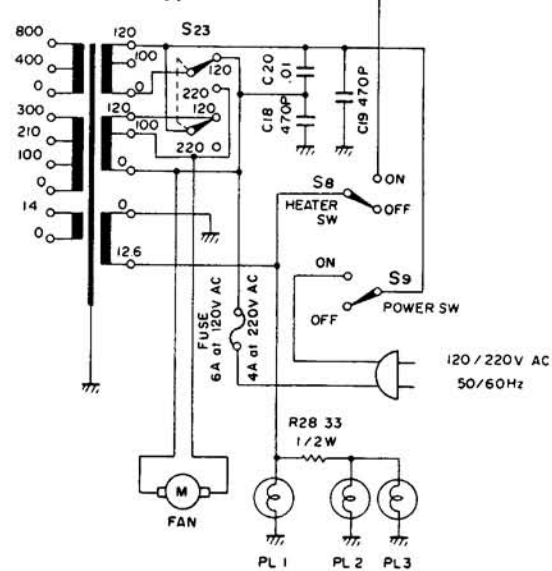 S23
800
400
0
120
100
0
120
220
120
220
300
210
100
0
120
100
0
14
0
0
12.6
C20
.01
C18
470P
C19 470P
S8
HEATER
SW
ON
OFF
ON
OFF
S9
POWER SW
FUSE
6A at 120V AC
4A at 220V AC
120/220V AC
50/60Hz
R28 33
1/2W
M
FAN
PL 1
PL 2
PL 3